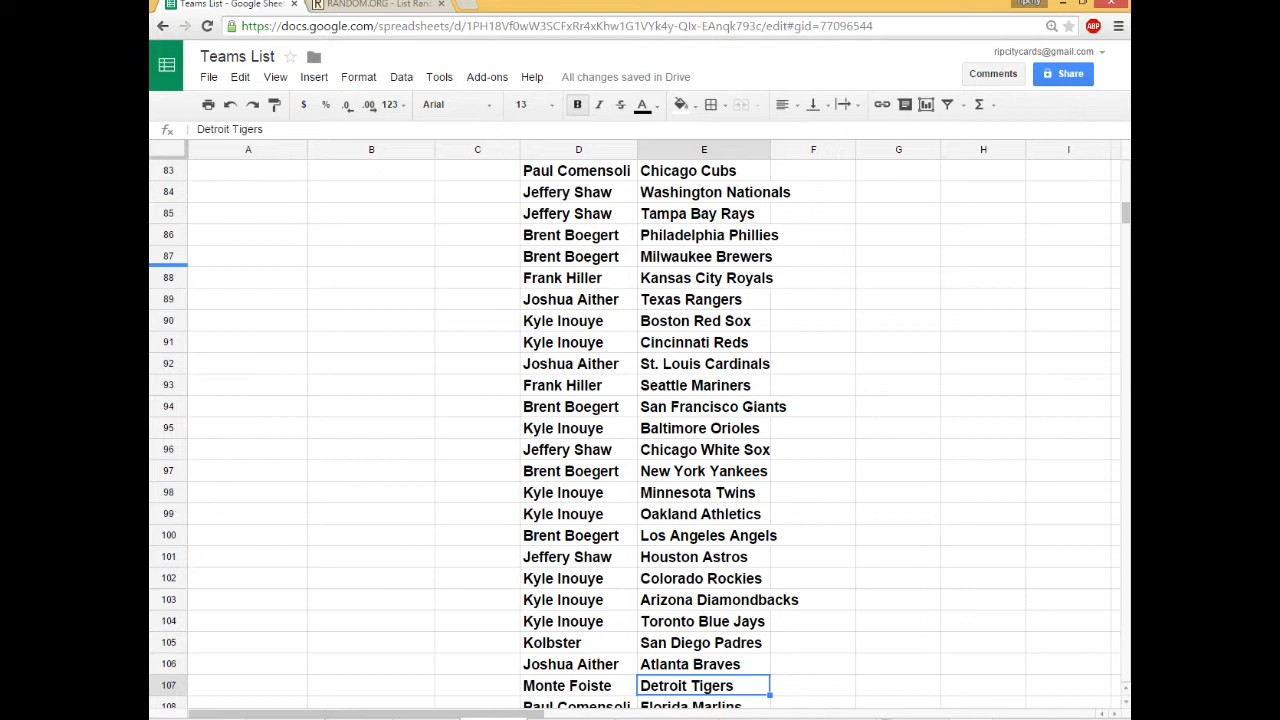 Teams List - Google Sheet × RANDOM.ORG - List Ran × ripcity
https://docs.google.com/spreadsheets/d/1PH18Vf0wW3SCFxRr4xKhw1G1VYk4y-QIx-EAnqk793c/edit#gid=77096544 ABP
Teams List ripcitycards@gmail.com
File Edit View Insert Format Data Tools Add-ons Help All changes saved in Drive Comments Share
$ % .0 .00 123 Arial 13 B I S A Σ
fx Detroit Tigers
A B C D E F G H I
83 Paul Comensoli Chicago Cubs
84 Jeffery Shaw Washington Nationals
85 Jeffery Shaw Tampa Bay Rays
86 Brent Boegert Philadelphia Phillies
87 Brent Boegert Milwaukee Brewers
88 Frank Hiller Kansas City Royals
89 Joshua Aither Texas Rangers
90 Kyle Inouye Boston Red Sox
91 Kyle Inouye Cincinnati Reds
92 Joshua Aither St. Louis Cardinals
93 Frank Hiller Seattle Mariners
94 Brent Boegert San Francisco Giants
95 Kyle Inouye Baltimore Orioles
96 Jeffery Shaw Chicago White Sox
97 Brent Boegert New York Yankees
98 Kyle Inouye Minnesota Twins
99 Kyle Inouye Oakland Athletics
100 Brent Boegert Los Angeles Angels
101 Jeffery Shaw Houston Astros
102 Kyle Inouye Colorado Rockies
103 Kyle Inouye Arizona Diamondbacks
104 Kyle Inouye Toronto Blue Jays
105 Kolbster San Diego Padres
106 Joshua Aither Atlanta Braves
107 Monte Foiste Detroit Tigers
108 Paul Comensoli Florida Marlins